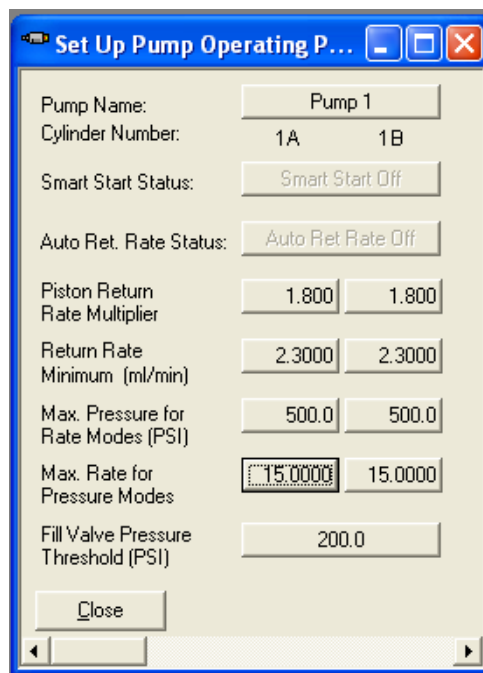 Set Up Pump Operating P...
Pump Name: Pump 1
Cylinder Number: 1A 1B
Smart Start Status: Smart Start Off
Auto Ret. Rate Status: Auto Ret Rate Off
Piston Return
Rate Multiplier 1.800 1.800
Return Rate
Minimum (ml/min) 2.3000 2.3000
Max. Pressure for
Rate Modes (PSI) 500.0 500.0
Max. Rate for
Pressure Modes 15.0000 15.0000
Fill Valve Pressure
Threshold (PSI) 200.0
Close